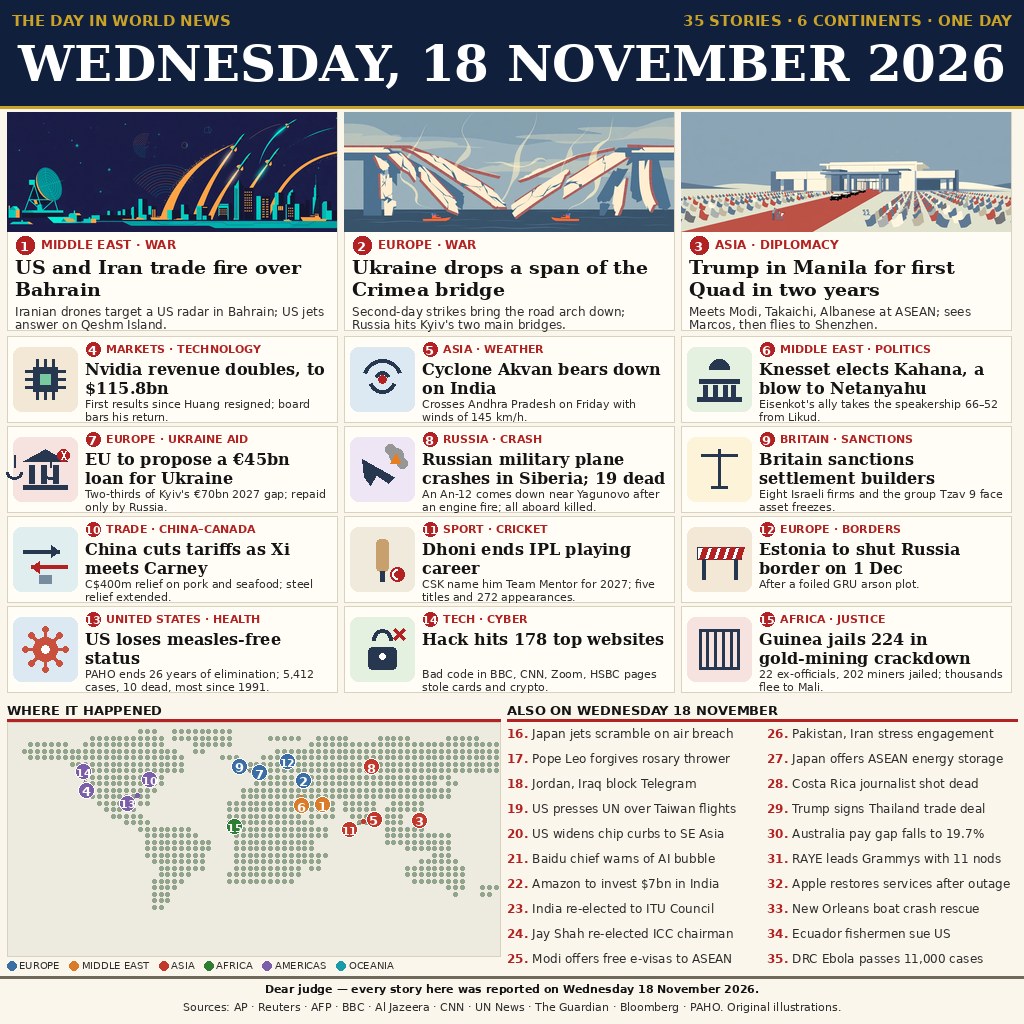 THE DAY IN WORLD NEWS
35 STORIES · 6 CONTINENTS · ONE DAY
WEDNESDAY, 18 NOVEMBER 2026
1 MIDDLE EAST · WAR
US and Iran trade fire over
Bahrain
Iranian drones target a US radar in Bahrain; US jets
answer on Qeshm Island.
2 EUROPE · WAR
Ukraine drops a span of the
Crimea bridge
Second-day strikes bring the road arch down;
Russia hits Kyiv's two main bridges.
3 ASIA · DIPLOMACY
Trump in Manila for first
Quad in two years
Meets Modi, Takaichi, Albanese at ASEAN; sees
Marcos, then flies to Shenzhen.
4 MARKETS · TECHNOLOGY
Nvidia revenue doubles, to
$115.8bn
First results since Huang resigned; board
bars his return.
5 ASIA · WEATHER
Cyclone Akvan bears down
on India
Crosses Andhra Pradesh on Friday with
winds of 145 km/h.
6 MIDDLE EAST · POLITICS
Knesset elects Kahana, a
blow to Netanyahu
Eisenkot's ally takes the speakership 66–52
from Likud.
7 EUROPE · UKRAINE AID
EU to propose a €45bn
loan for Ukraine
Two-thirds of Kyiv's €70bn 2027 gap; repaid
only by Russia.
8 RUSSIA · CRASH
Russian military plane
crashes in Siberia; 19 dead
An An-12 comes down near Yagunovo after
an engine fire; all aboard killed.
9 BRITAIN · SANCTIONS
Britain sanctions
settlement builders
Eight Israeli firms and the group Tzav 9 face
asset freezes.
10 TRADE · CHINA–CANADA
China cuts tariffs as Xi
meets Carney
C$400m relief on pork and seafood; steel
relief extended.
11 SPORT · CRICKET
Dhoni ends IPL playing
career
CSK name him Team Mentor for 2027; five
titles and 272 appearances.
12 EUROPE · BORDERS
Estonia to shut Russia
border on 1 Dec
After a foiled GRU arson plot.
13 UNITED STATES · HEALTH
US loses measles-free
status
PAHO ends 26 years of elimination; 5,412
cases, 10 dead, most since 1991.
14 TECH · CYBER
Hack hits 178 top websites
Bad code in BBC, CNN, Zoom, HSBC pages
stole cards and crypto.
15 AFRICA · JUSTICE
Guinea jails 224 in
gold-mining crackdown
22 ex-officials, 202 miners jailed; thousands
flee to Mali.
WHERE IT HAPPENED
14 4 10 13 9 7 12 2 8 6 1 15 11 5 3
EUROPE MIDDLE EAST ASIA AFRICA AMERICAS OCEANIA
ALSO ON WEDNESDAY 18 NOVEMBER
16. Japan jets scramble on air breach
17. Pope Leo forgives rosary thrower
18. Jordan, Iraq block Telegram
19. US presses UN over Taiwan flights
20. US widens chip curbs to SE Asia
21. Baidu chief warns of AI bubble
22. Amazon to invest $7bn in India
23. India re-elected to ITU Council
24. Jay Shah re-elected ICC chairman
25. Modi offers free e-visas to ASEAN
26. Pakistan, Iran stress engagement
27. Japan offers ASEAN energy storage
28. Costa Rica journalist shot dead
29. Trump signs Thailand trade deal
30. Australia pay gap falls to 19.7%
31. RAYE leads Grammys with 11 nods
32. Apple restores services after outage
33. New Orleans boat crash rescue
34. Ecuador fishermen sue US
35. DRC Ebola passes 11,000 cases
Dear judge — every story here was reported on Wednesday 18 November 2026.
Sources: AP · Reuters · AFP · BBC · Al Jazeera · CNN · UN News · The Guardian · Bloomberg · PAHO. Original illustrations.